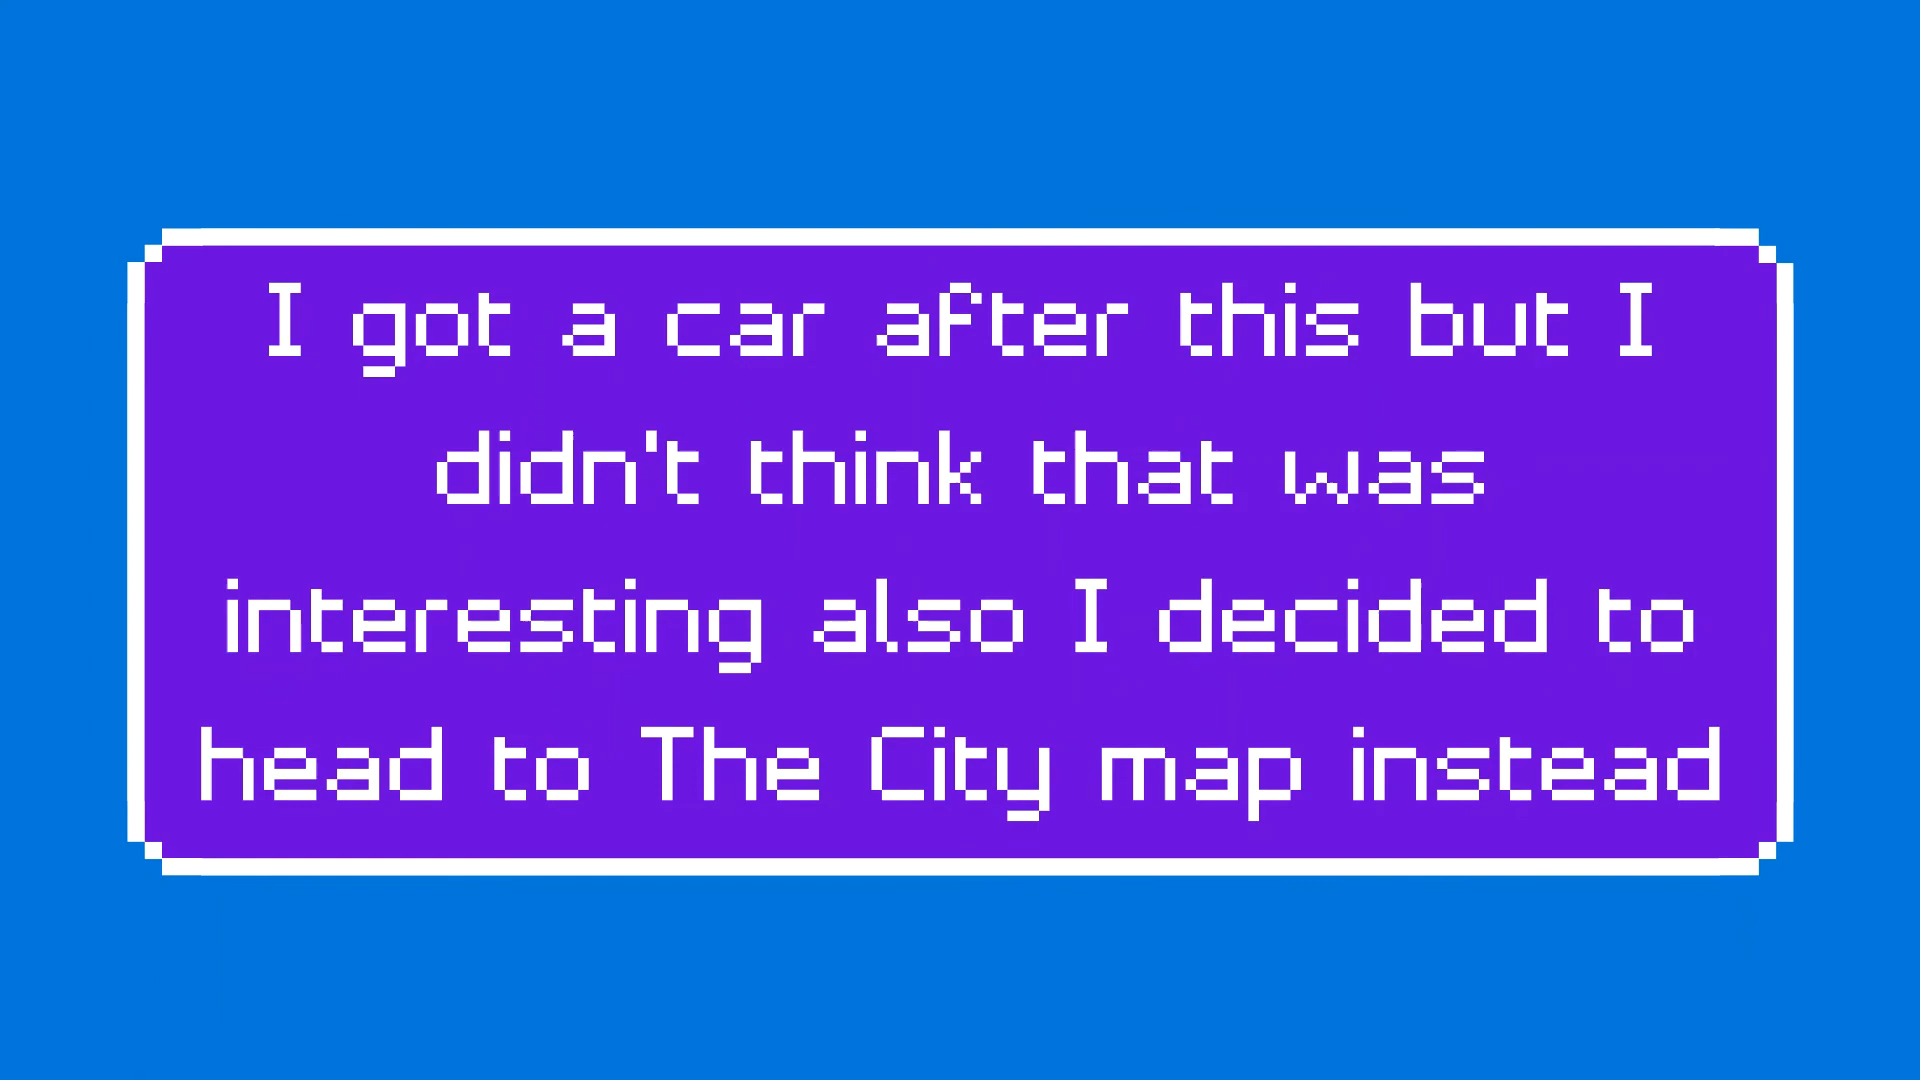 I got a car after this but I
didn't think that was
interesting also I decided to
head to The City map instead